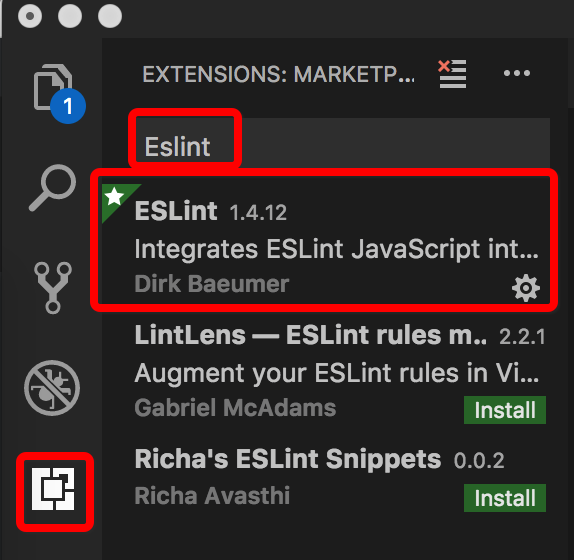 EXTENSIONS: MARKETP...
1
Eslint
ESLint 1.4.12
Integrates ESLint JavaScript int...
Dirk Baeumer
LintLens — ESLint rules m.. 2.2.1
Augment your ESLint rules in Vi...
Gabriel McAdams Install
Richa's ESLint Snippets 0.0.2
Richa Avasthi Install